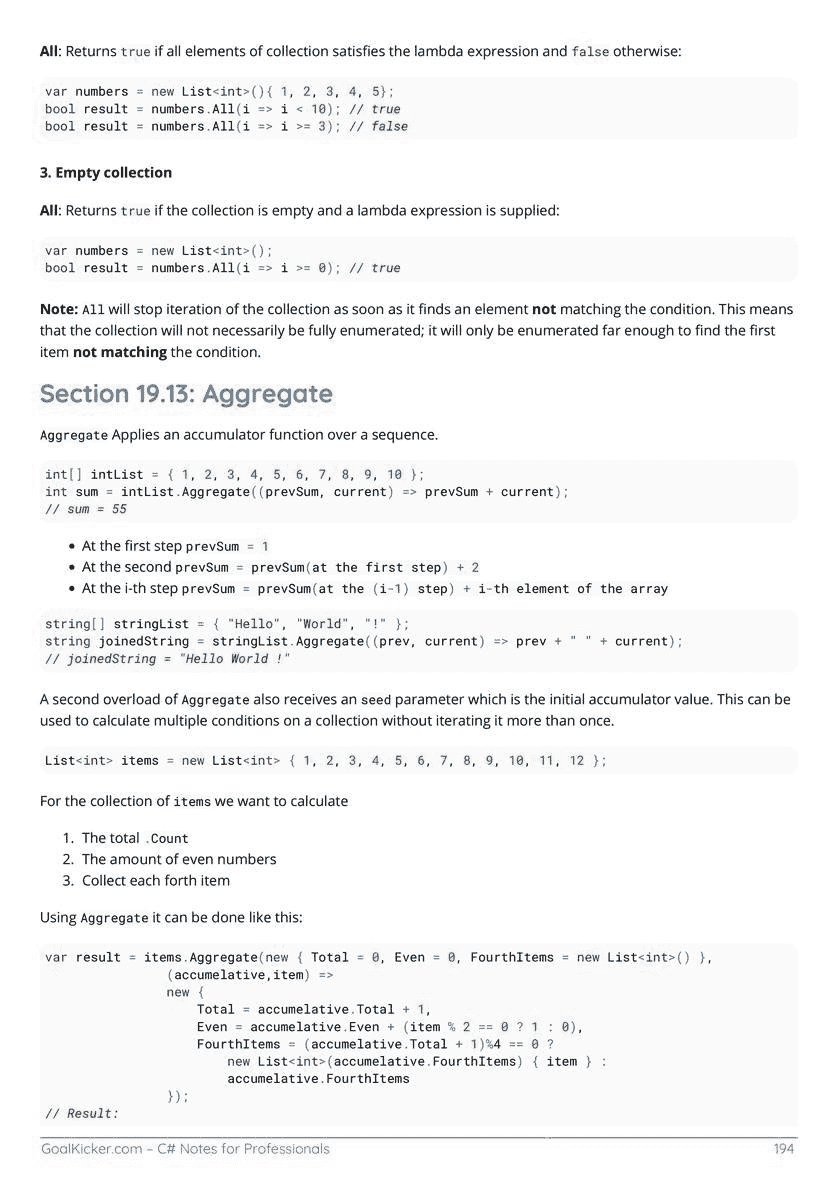 All: Returns true if all elements of collection satisfies the lambda expression and false otherwise:
var numbers = new List<int>(){ 1, 2, 3, 4, 5};
bool result = numbers.All(i => i < 10); // true
bool result = numbers.All(i => i >= 3); // false
3. Empty collection
All: Returns true if the collection is empty and a lambda expression is supplied:
var numbers = new List<int>();
bool result = numbers.All(i => i >= 0); // true
Note: All will stop iteration of the collection as soon as it finds an element not matching the condition. This means
that the collection will not necessarily be fully enumerated; it will only be enumerated far enough to find the first
item not matching the condition.
Section 19.13: Aggregate
Aggregate Applies an accumulator function over a sequence.
int[] intList = { 1, 2, 3, 4, 5, 6, 7, 8, 9, 10 };
int sum = intList.Aggregate((prevSum, current) => prevSum + current);
// sum = 55
• At the first step prevSum = 1
• At the second prevSum = prevSum(at the first step) + 2
• At the i-th step prevSum = prevSum(at the (i-1) step) + i-th element of the array
string[] stringList = { "Hello", "World", "!" };
string joinedString = stringList.Aggregate((prev, current) => prev + " " + current);
// joinedString = "Hello World !"
A second overload of Aggregate also receives an seed parameter which is the initial accumulator value. This can be
used to calculate multiple conditions on a collection without iterating it more than once.
List<int> items = new List<int> { 1, 2, 3, 4, 5, 6, 7, 8, 9, 10, 11, 12 };
For the collection of items we want to calculate
1. The total .Count
2. The amount of even numbers
3. Collect each forth item
Using Aggregate it can be done like this:
var result = items.Aggregate(new { Total = 0, Even = 0, FourthItems = new List<int>() },
(accumelative,item) =>
new {
Total = accumelative.Total + 1,
Even = accumelative.Even + (item % 2 == 0 ? 1 : 0),
FourthItems = (accumelative.Total + 1)%4 == 0 ?
new List<int>(accumelative.FourthItems) { item } :
accumelative.FourthItems
});
// Result:
GoalKicker.com – C# Notes for Professionals 194